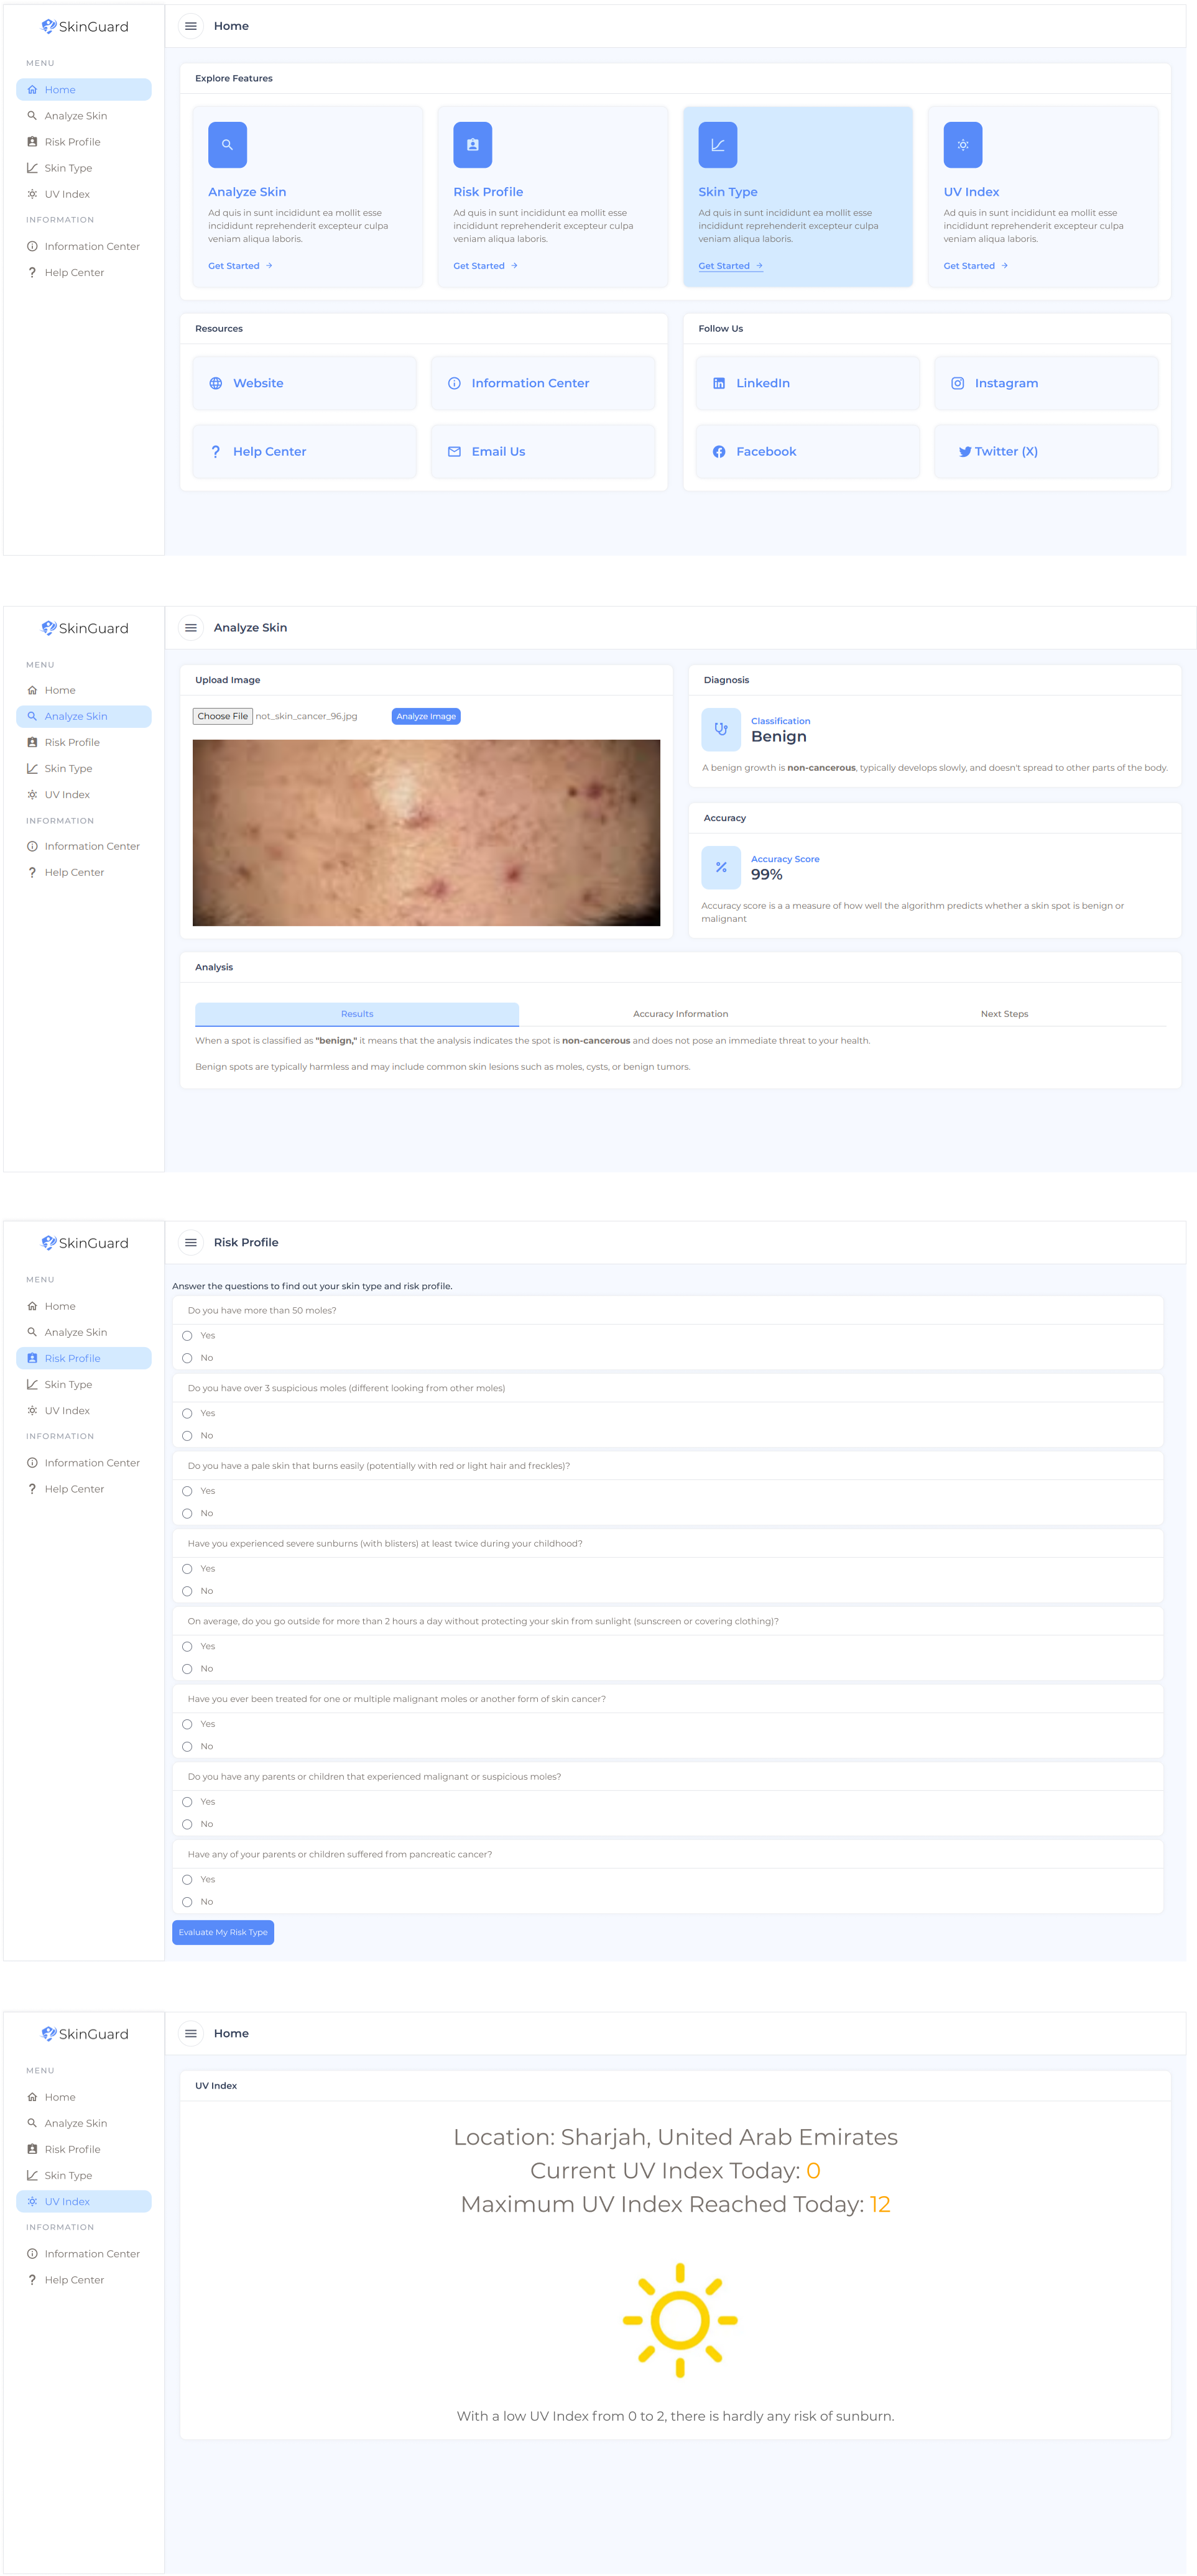 SkinGuard
MENU
Home
Analyze Skin
Risk Profile
Skin Type
UV Index
INFORMATION
Information Center
Help Center
Home
Explore Features
Analyze Skin
Ad quis in sunt incididunt ea mollit esse
incididunt reprehenderit excepteur culpa
veniam aliqua laboris.
Get Started →
Risk Profile
Ad quis in sunt incididunt ea mollit esse
incididunt reprehenderit excepteur culpa
veniam aliqua laboris.
Get Started →
Skin Type
Ad quis in sunt incididunt ea mollit esse
incididunt reprehenderit excepteur culpa
veniam aliqua laboris.
Get Started →
UV Index
Ad quis in sunt incididunt ea mollit esse
incididunt reprehenderit excepteur culpa
veniam aliqua laboris.
Get Started →
Resources
Website
Information Center
Help Center
Email Us
Follow Us
LinkedIn
Instagram
Facebook
Twitter (X)
SkinGuard
MENU
Home
Analyze Skin
Risk Profile
Skin Type
UV Index
INFORMATION
Information Center
Help Center
Analyze Skin
Upload Image
Choose File not_skin_cancer_96.jpg
Analyze Image
Diagnosis
Classification
Benign
A benign growth is non-cancerous, typically develops slowly, and doesn't spread to other parts of the body.
Accuracy
Accuracy Score
99%
Accuracy score is a a measure of how well the algorithm predicts whether a skin spot is benign or
malignant
Analysis
Results
Accuracy Information
Next Steps
When a spot is classified as "benign," it means that the analysis indicates the spot is non-cancerous and does not pose an immediate threat to your health.
Benign spots are typically harmless and may include common skin lesions such as moles, cysts, or benign tumors.
SkinGuard
MENU
Home
Analyze Skin
Risk Profile
Skin Type
UV Index
INFORMATION
Information Center
Help Center
Risk Profile
Answer the questions to find out your skin type and risk profile.
Do you have more than 50 moles?
Yes
No
Do you have over 3 suspicious moles (different looking from other moles)
Yes
No
Do you have a pale skin that burns easily (potentially with red or light hair and freckles)?
Yes
No
Have you experienced severe sunburns (with blisters) at least twice during your childhood?
Yes
No
On average, do you go outside for more than 2 hours a day without protecting your skin from sunlight (sunscreen or covering clothing)?
Yes
No
Have you ever been treated for one or multiple malignant moles or another form of skin cancer?
Yes
No
Do you have any parents or children that experienced malignant or suspicious moles?
Yes
No
Have any of your parents or children suffered from pancreatic cancer?
Yes
No
Evaluate My Risk Type
SkinGuard
MENU
Home
Analyze Skin
Risk Profile
Skin Type
UV Index
INFORMATION
Information Center
Help Center
Home
UV Index
Location: Sharjah, United Arab Emirates
Current UV Index Today: 0
Maximum UV Index Reached Today: 12
With a low UV Index from 0 to 2, there is hardly any risk of sunburn.